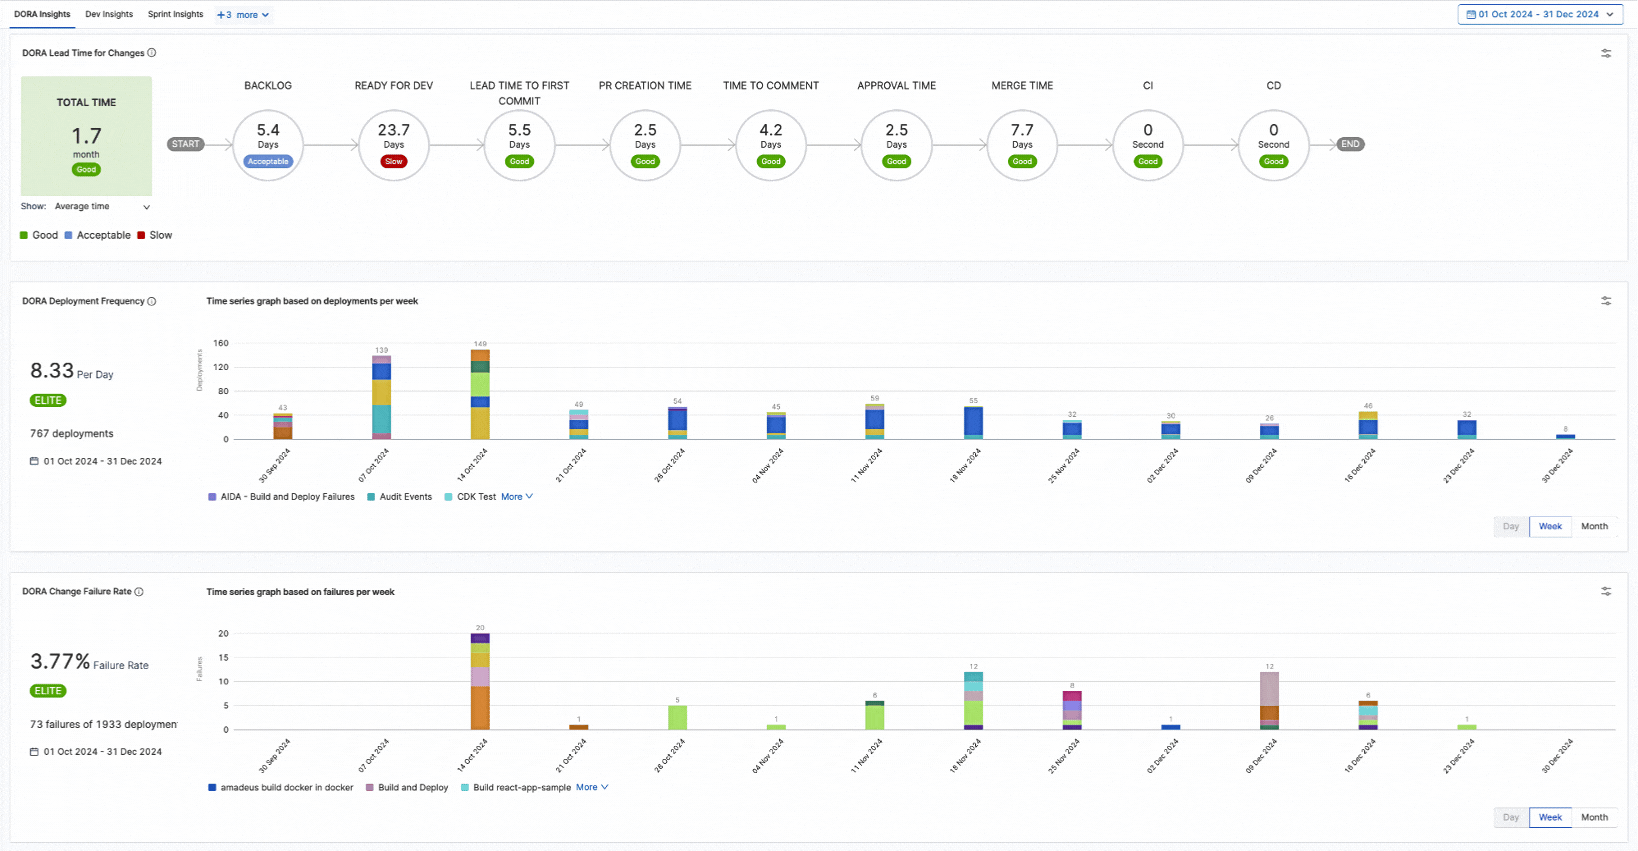 DORA Insights Dev Insights Sprint Insights +3 more 01 Oct 2024 - 31 Dec 2024
DORA Lead Time for Changes
TOTAL TIME
1.7
month
Good
Show: Average time
Good Acceptable Slow
START
BACKLOG
5.4
Days
Acceptable
READY FOR DEV
23.7
Days
Slow
LEAD TIME TO FIRST
COMMIT
5.5
Days
Good
PR CREATION TIME
2.5
Days
Good
TIME TO COMMENT
4.2
Days
Good
APPROVAL TIME
2.5
Days
Good
MERGE TIME
7.7
Days
Good
CI
0
Second
Good
CD
0
Second
Good
END
DORA Deployment Frequency
8.33 Per Day
ELITE
767 deployments
01 Oct 2024 - 31 Dec 2024
Time series graph based on deployments per week
Deployments
160
120
80
40
0
43 139 149 49 54 45 59 55 32 30 26 46 32 8
30 Sep 2024 07 Oct 2024 14 Oct 2024 21 Oct 2024 28 Oct 2024 04 Nov 2024 11 Nov 2024 18 Nov 2024 25 Nov 2024 02 Dec 2024 09 Dec 2024 16 Dec 2024 23 Dec 2024 30 Dec 2024
AIDA - Build and Deploy Failures Audit Events CDK Test More
Day Week Month
DORA Change Failure Rate
3.77% Failure Rate
ELITE
73 failures of 1933 deploymen
01 Oct 2024 - 31 Dec 2024
Time series graph based on failures per week
Failures
20
15
10
5
0
20 1 5 1 6 12 8 1 12 6 1
30 Sep 2024 07 Oct 2024 14 Oct 2024 21 Oct 2024 28 Oct 2024 04 Nov 2024 11 Nov 2024 18 Nov 2024 25 Nov 2024 02 Dec 2024 09 Dec 2024 16 Dec 2024 23 Dec 2024 30 Dec 2024
amadeus build docker in docker Build and Deploy Build react-app-sample More
Day Week Month